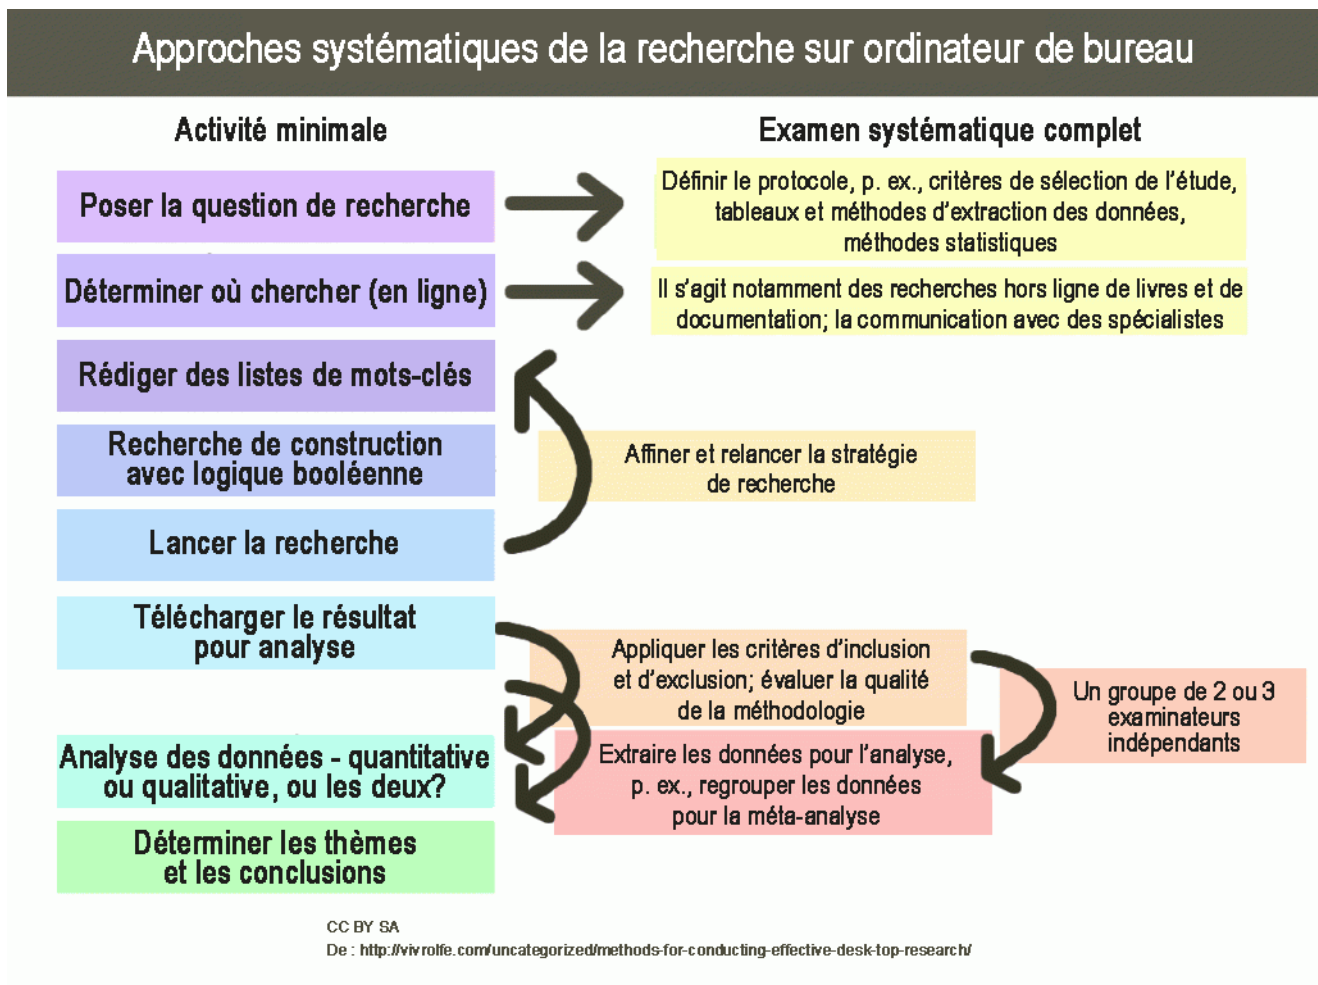 Approches systématiques de la recherche sur ordinateur de bureau
Activité minimale
Examen systématique complet
Poser la question de recherche
Définir le protocole, p. ex., critères de sélection de l'étude,
tableaux et méthodes d'extraction des données,
méthodes statistiques
Déterminer où chercher (en ligne)
Il s'agit notamment des recherches hors ligne de livres et de
documentation; la communication avec des spécialistes
Rédiger des listes de mots-clés
Recherche de construction
avec logique booléenne
Affiner et relancer la stratégie
de recherche
Lancer la recherche
Télécharger le résultat
pour analyse
Appliquer les critères d'inclusion
et d'exclusion; évaluer la qualité
de la méthodologie
Un groupe de 2 ou 3
examinateurs
indépendants
Analyse des données - quantitative
ou qualitative, ou les deux?
Extraire les données pour l'analyse,
p. ex., regrouper les données
pour la méta-analyse
Déterminer les thèmes
et les conclusions
CC BY SA
De : http://vivrolfe.com/uncategorized/methods-for-conducting-effective-desk-top-research/